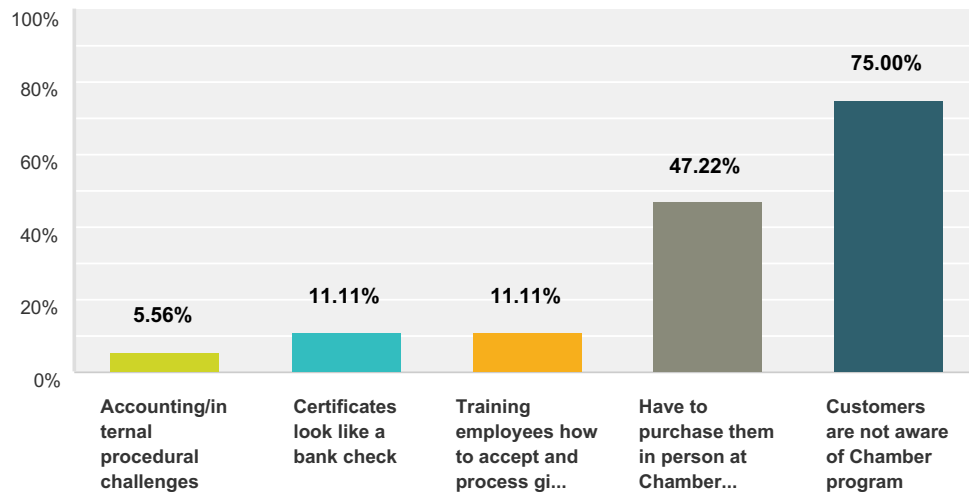 100%
80%
60%
40%
20%
0%
5.56%
11.11%
11.11%
47.22%
75.00%
Accounting/in
ternal
procedural
challenges
Certificates
look like a
bank check
Training
employees how
to accept and
process gi...
Have to
purchase them
in person at
Chamber...
Customers
are not aware
of Chamber
program